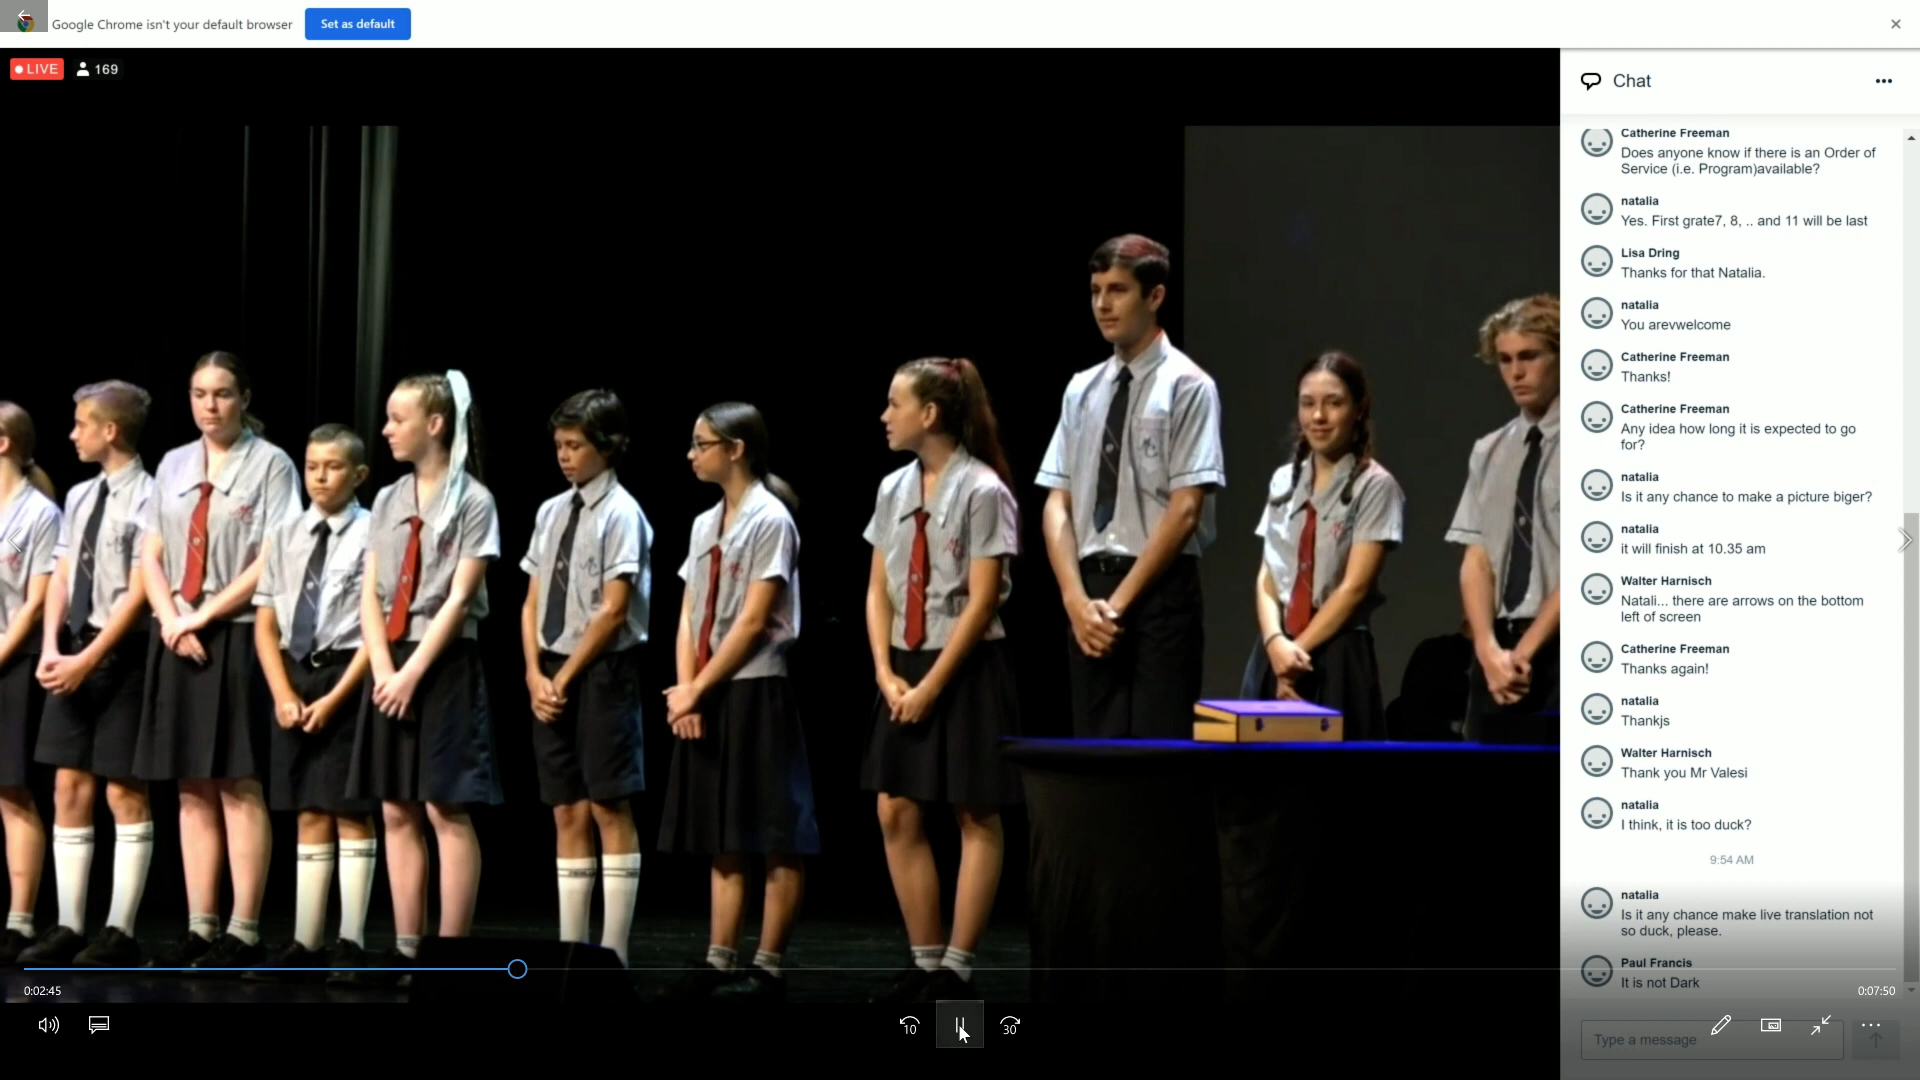 Google Chrome isn't your default browser
Set as default
LIVE
169
Chat
Catherine Freeman
Does anyone know if there is an Order of
Service (i.e. Program)available?
natalia
Yes. First grate7, 8, .. and 11 will be last
Lisa Dring
Thanks for that Natalia.
natalia
You arevwelcome
Catherine Freeman
Thanks!
Catherine Freeman
Any idea how long it is expected to go
for?
natalia
Is it any chance to make a picture biger?
natalia
it will finish at 10.35 am
Walter Harnisch
Natali... there are arrows on the bottom
left of screen
Catherine Freeman
Thanks again!
natalia
Thankjs
Walter Harnisch
Thank you Mr Valesi
natalia
I think, it is too duck?
9:54 AM
natalia
Is it any chance make live translation not
so duck, please.
Paul Francis
It is not Dark
0:02:45
0:07:50
10
30
Type a message